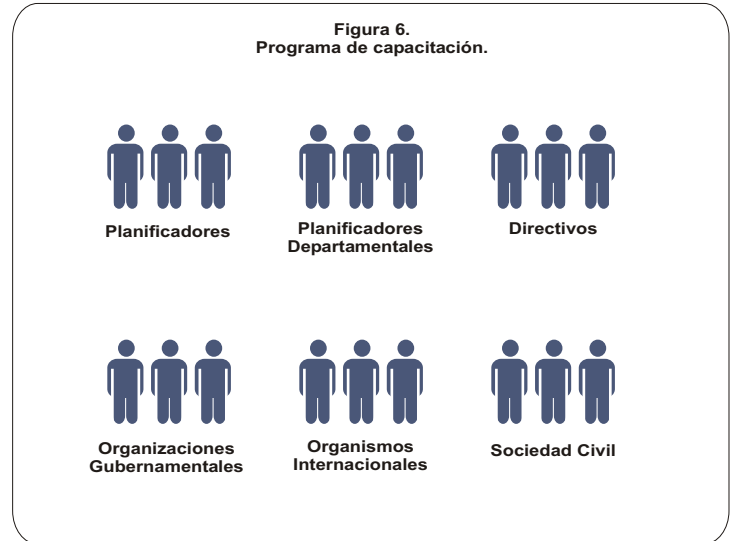 Figura 6.
Programa de capacitación.
Planificadores
Planificadores
Departamentales
Directivos
Organizaciones
Gubernamentales
Organismos
Internacionales
Sociedad Civil